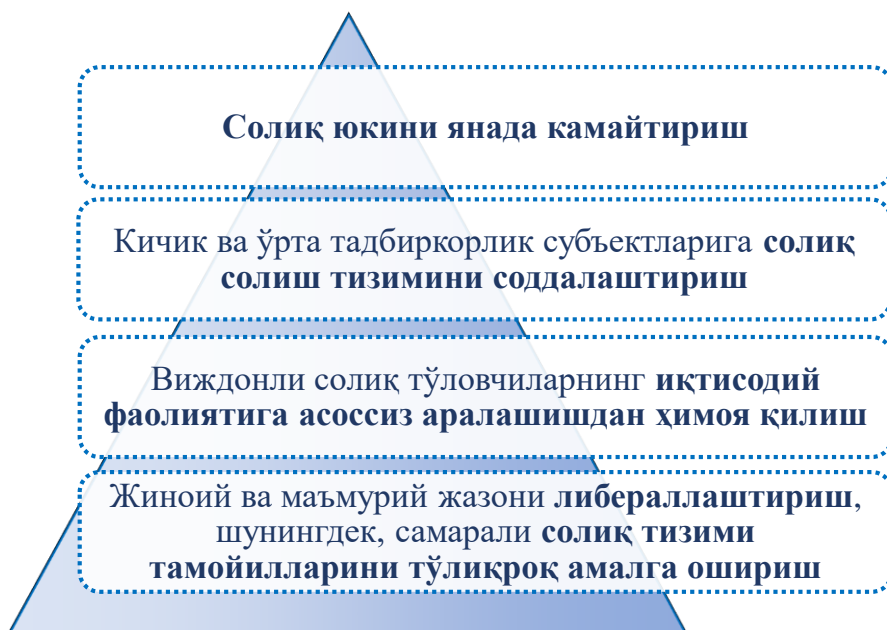 Солиқ юкини янада камайтириш
Кичик ва ўрта тадбиркорлик субъектларига солиқ
солиш тизимини соддалаштириш
Виждонли солиқ тўловчиларнинг иқтисодий
фаолиятига асоссиз аралашишдан ҳимоя қилиш
Жиноий ва маъмурий жазони либераллаштириш,
шунингдек, самарали солиқ тизими
тамойилларини тўлиқроқ амалга ошириш